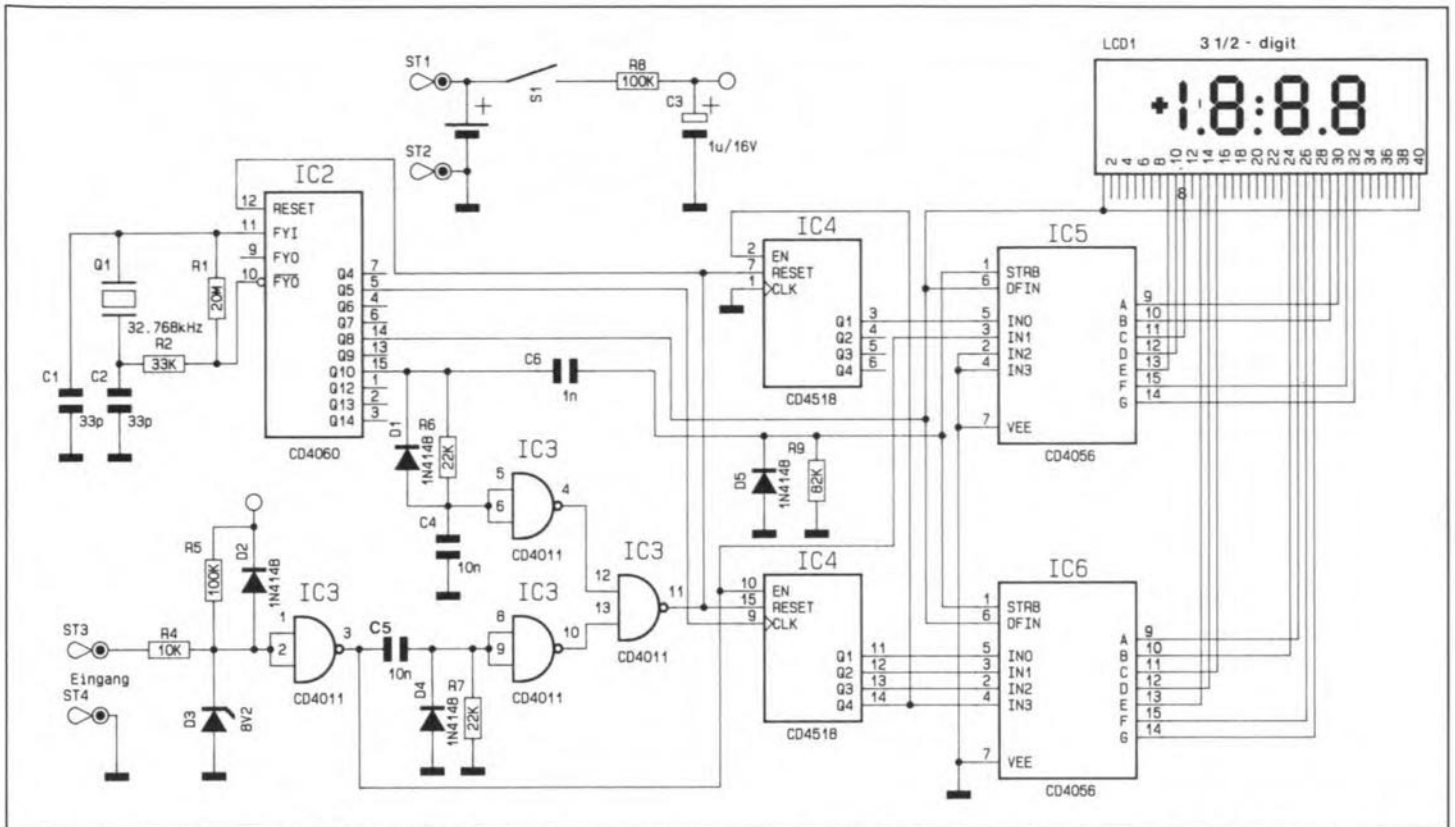 LCD1 3 1/2 - digit
+1.8:8.8
2 4 6 8 10 12 14 16 18 20 22 24 26 28 30 32 34 36 38 40
8
ST1
S1
R8
100K
C3
+
+
1u/16V
ST2
IC2
12 RESET
11 FYI
9 FYO
10 FYO
Q4 7
Q5 5
Q6 4
Q7 6
Q8 14
Q9 13
Q10 15
Q12 1
Q13 2
Q14 3
CD4060
Q1
32.768kHz
R1
20M
R2
33K
C1
33p
C2
33p
IC4
2 EN
7 RESET
1 CLK
Q1 3
Q2 4
Q3 5
Q4 6
CD4518
IC5
1 STRB
6 DFIN
5 IN0
3 IN1
2 IN2
4 IN3
7 VEE
A 9
B 10
C 11
D 12
E 13
F 15
G 14
CD4056
C6
1n
D1
1N4148
R6
22K
C4
10n
IC3
5
6
4
CD4011
D5
1N4148
R9
82K
R5
100K
D2
1N4148
ST3
R4
10K
Eingang
ST4
D3
8V2
IC3
1
2
3
CD4011
C5
10n
D4
1N4148
R7
22K
IC3
8
9
10
CD4011
IC3
12
13
11
CD4011
IC4
10 EN
15 RESET
9 CLK
Q1 11
Q2 12
Q3 13
Q4 14
CD4518
IC6
1 STRB
6 DFIN
5 IN0
3 IN1
2 IN2
4 IN3
7 VEE
A 9
B 10
C 11
D 12
E 13
F 15
G 14
CD4056